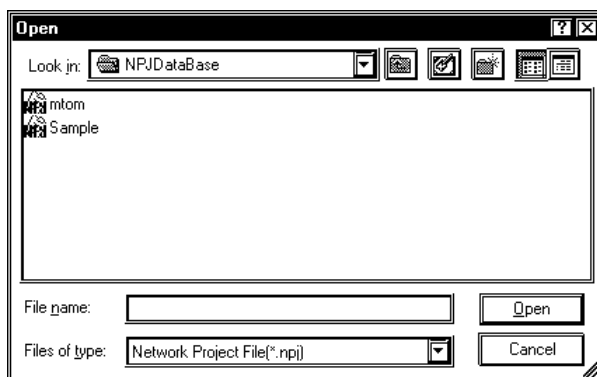 Open
Look in: NPJDataBase
mtom
Sample
File name:
Open
Files of type: Network Project File(*.npj)
Cancel